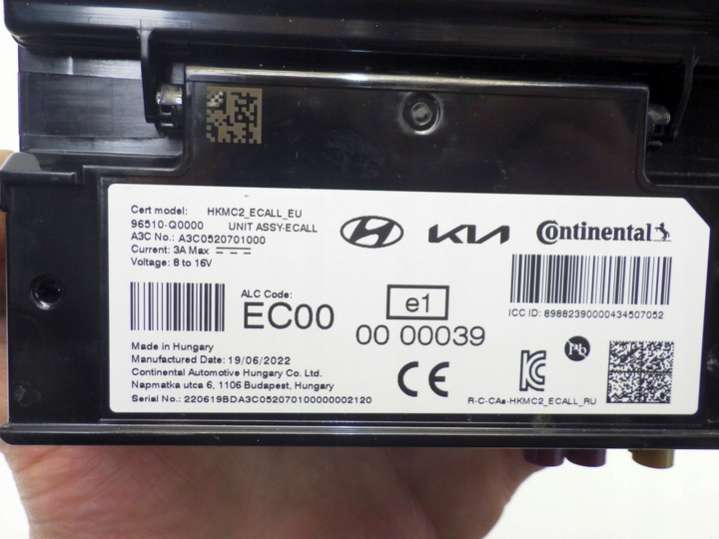 Cert model: HKMC2_ECALL_EU
96510-Q0000 UNIT ASSY-ECALL
A3C No.: A3C0520701000
Current: 3A Max
Voltage: 8 to 16V
KIA
Continental
ICC ID: 89882390000434507052
ALC Code:
EC00
e1
00 00039
Made in Hungary
Manufactured Date: 19/06/2022
Continental Automotive Hungary Co. Ltd.
Napmatka utca 6, 1106 Budapest, Hungary
Serial No.: 220619BDA3C052070100000002120
CE
Pb
R-C-CAs-HKMC2_ECALL_RU